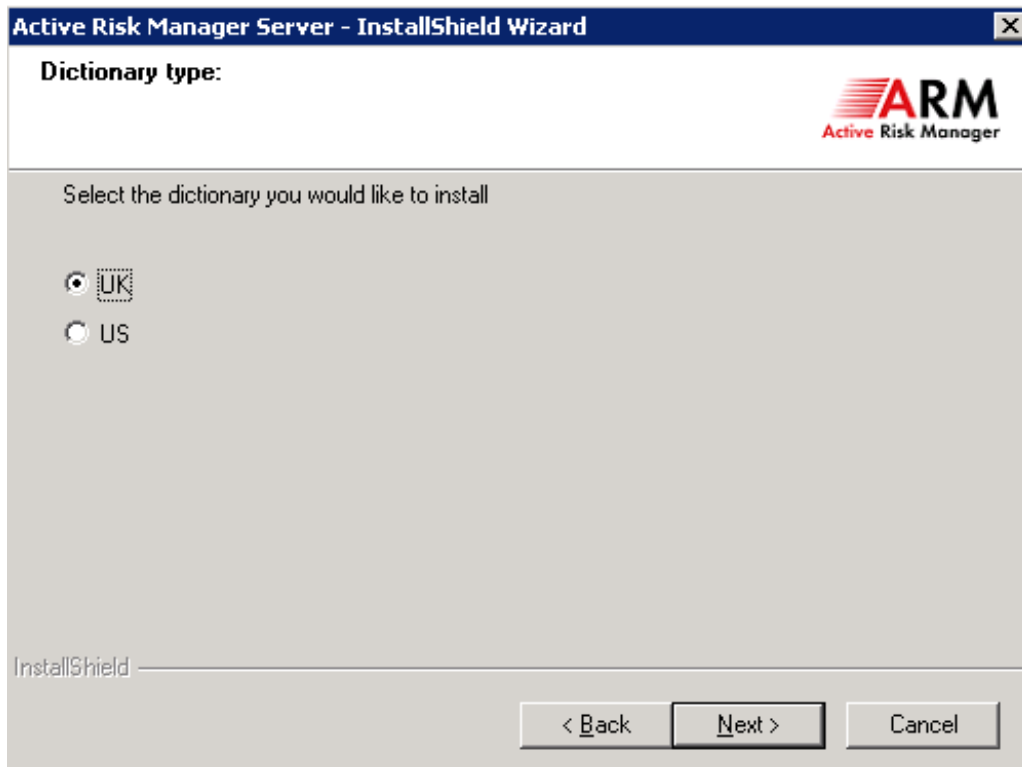 Active Risk Manager Server - InstallShield Wizard
Dictionary type:
ARM
Active Risk Manager
Select the dictionary you would like to install
UK
US
InstallShield
< Back
Next >
Cancel